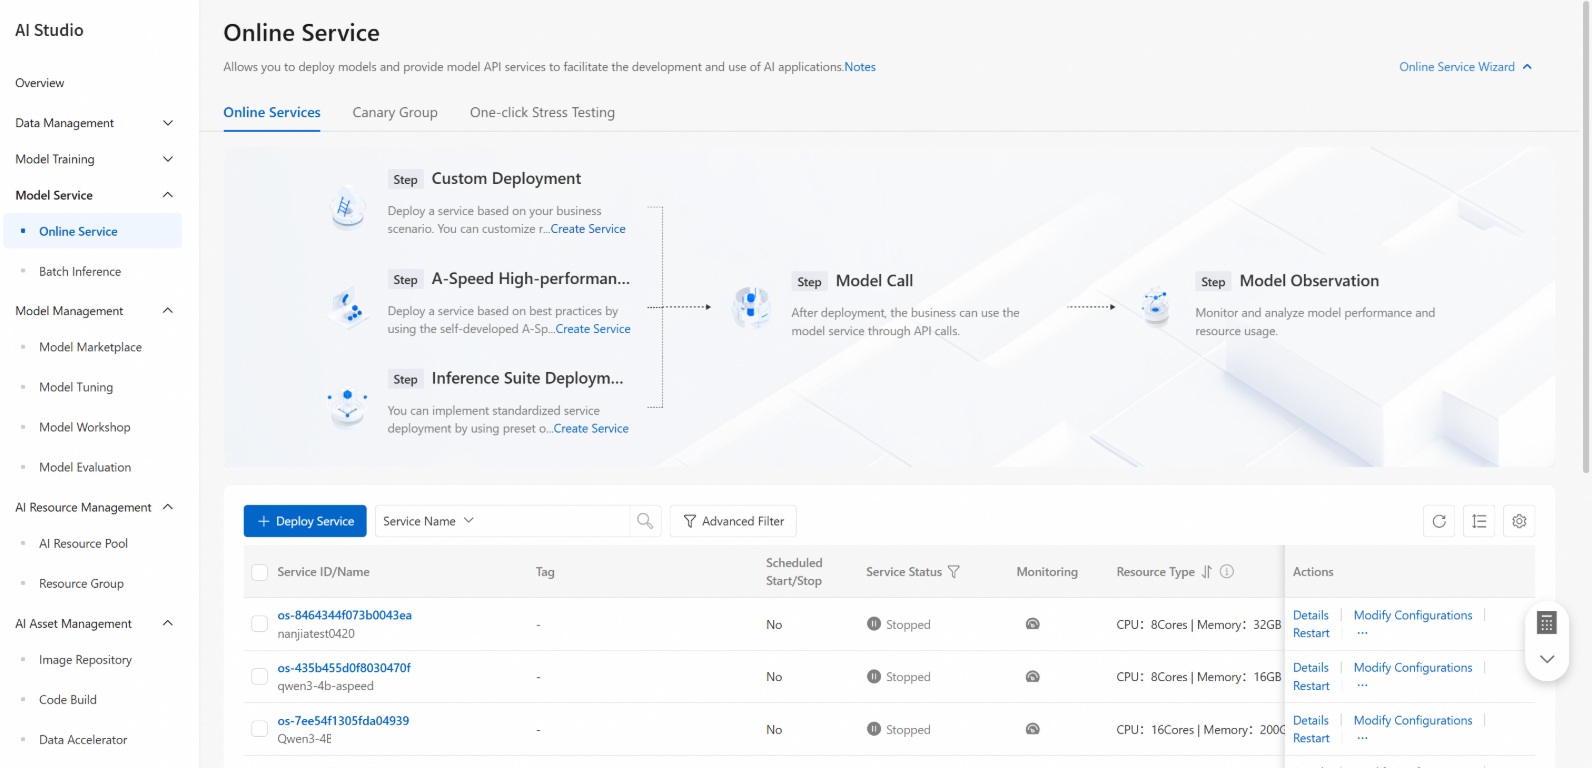 AI Studio
Overview
Data Management
Model Training
Model Service
Online Service
Batch Inference
Model Management
Model Marketplace
Model Tuning
Model Workshop
Model Evaluation
AI Resource Management
AI Resource Pool
Resource Group
AI Asset Management
Image Repository
Code Build
Data Accelerator
Online Service
Allows you to deploy models and provide model API services to facilitate the development and use of AI applications.Notes
Online Service Wizard
Online Services
Canary Group
One-click Stress Testing
Step Custom Deployment
Deploy a service based on your business
scenario. You can customize r...Create Service
Step A-Speed High-performan...
Deploy a service based on best practices by
using the self-developed A-Sp...Create Service
Step Inference Suite Deploym...
You can implement standardized service
deployment by using preset o...Create Service
Step Model Call
After deployment, the business can use the
model service through API calls.
Step Model Observation
Monitor and analyze model performance and
resource usage.
+ Deploy Service
Service Name
Advanced Filter
Service ID/Name
Tag
Scheduled
Start/Stop
Service Status
Monitoring
Resource Type
Actions
os-8464344f073b0043ea
nanjiatest0420
-
No
Stopped
CPU：8Cores | Memory：32GB
Details
Modify Configurations
Restart
...
os-435b455d0f8030470f
qwen3-4b-aspeed
-
No
Stopped
CPU：8Cores | Memory：16GB
Details
Modify Configurations
Restart
...
os-7ee54f1305fda04939
Qwen3-4B
-
No
Stopped
CPU：16Cores | Memory：200G
Details
Modify Configurations
Restart
...